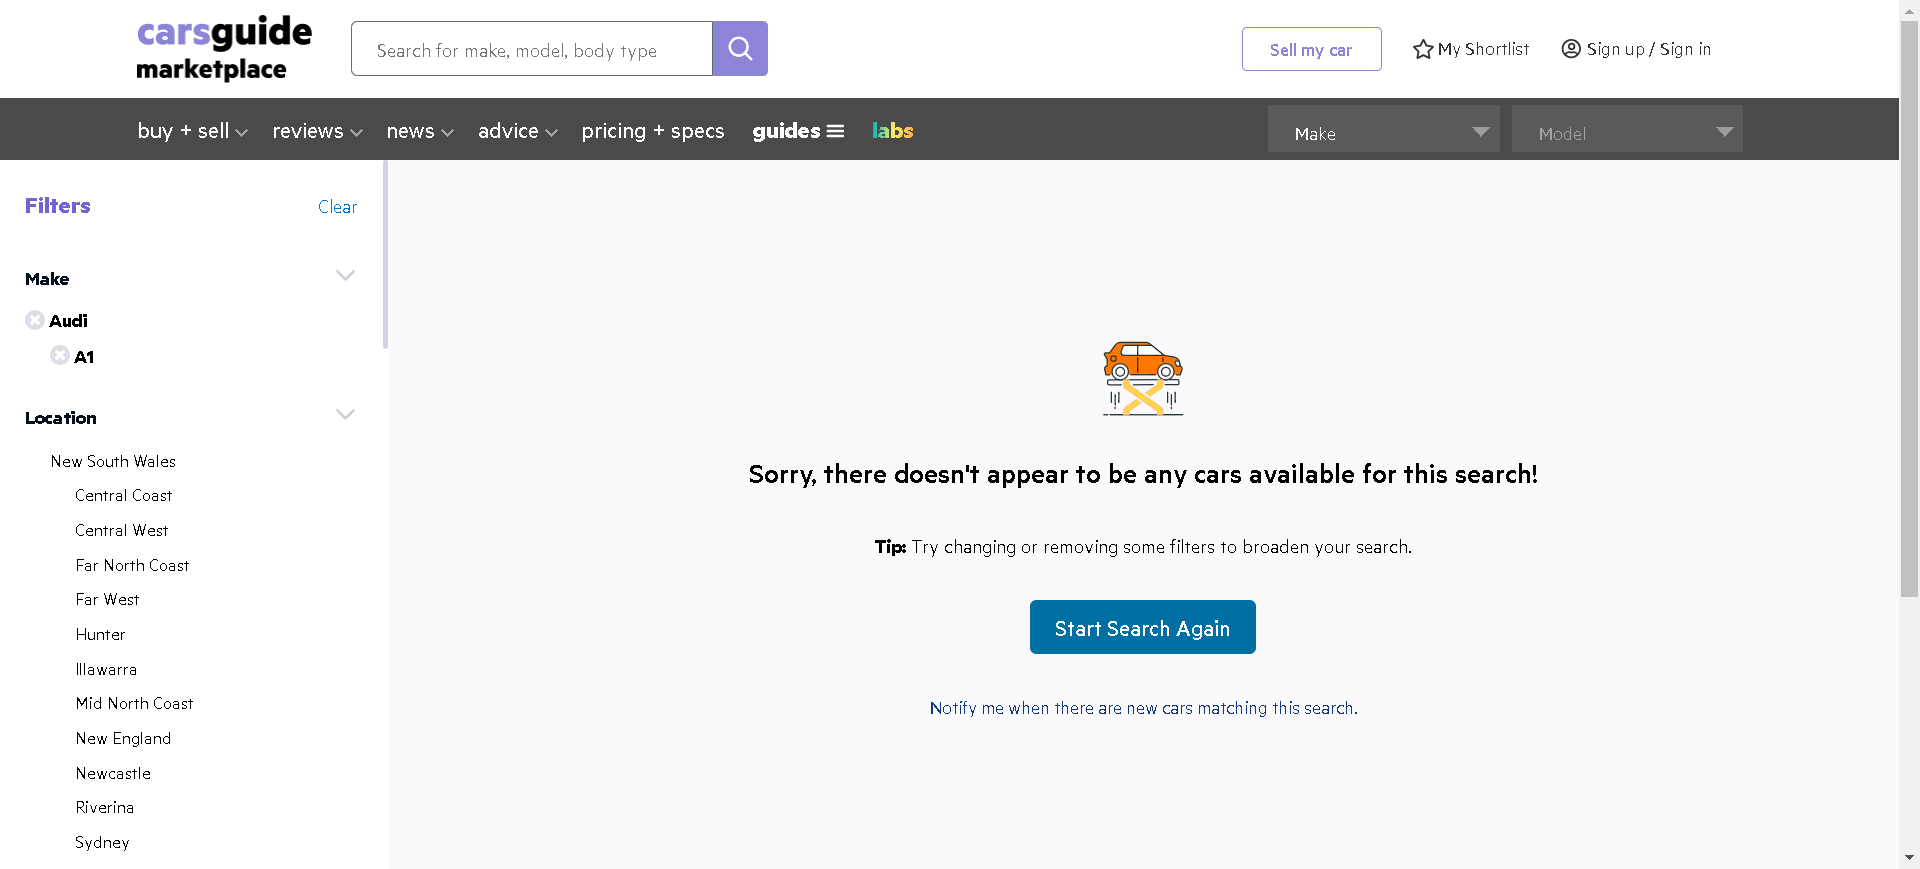 carsguide
marketplace
Search for make, model, body type
Sell my car
My Shortlist
Sign up / Sign in
buy + sell
reviews
news
advice
pricing + specs
guides
labs
Make
Model
Filters
Clear
Make
Audi
A1
Location
New South Wales
Central Coast
Central West
Far North Coast
Far West
Hunter
Illawarra
Mid North Coast
New England
Newcastle
Riverina
Sydney
Sorry, there doesn't appear to be any cars available for this search!
Tip: Try changing or removing some filters to broaden your search.
Start Search Again
Notify me when there are new cars matching this search.